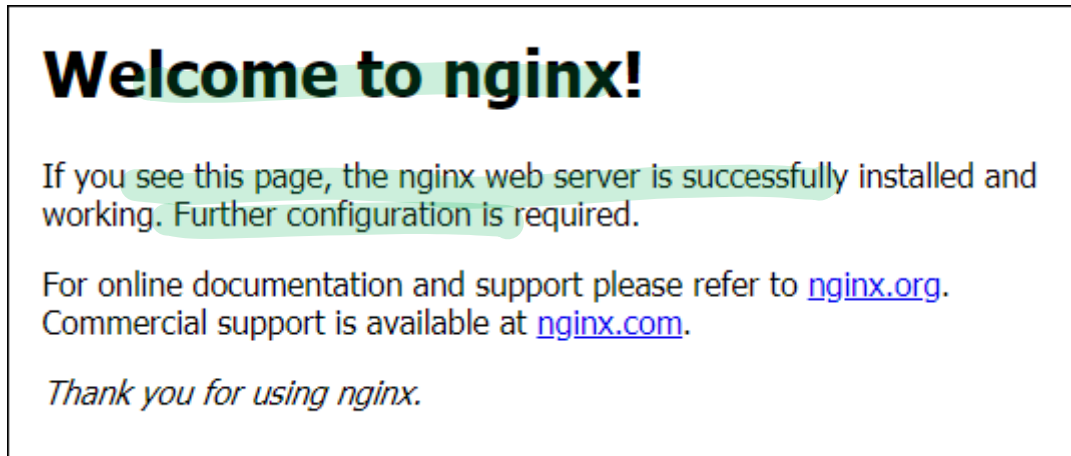 Welcome to nginx!
If you see this page, the nginx web server is successfully installed and
working. Further configuration is required.
For online documentation and support please refer to nginx.org.
Commercial support is available at nginx.com.
Thank you for using nginx.